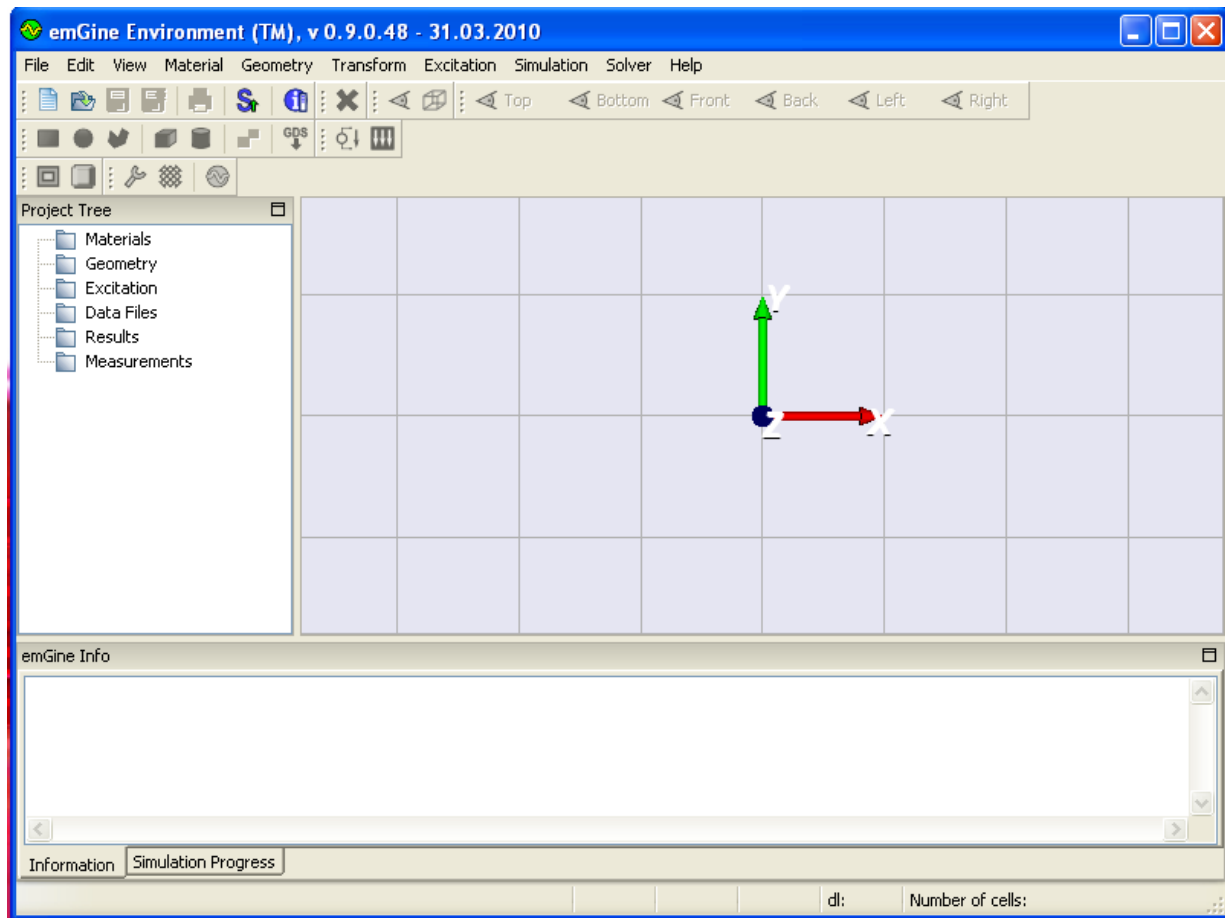 emGine Environment (TM), v 0.9.0.48 - 31.03.2010
File Edit View Material Geometry Transform Excitation Simulation Solver Help
S Top Bottom Front Back Left Right
GDS
Project Tree
Materials
Geometry
Excitation
Data Files
Results
Measurements
Y
Z X
emGine Info
Information Simulation Progress
dl: Number of cells: